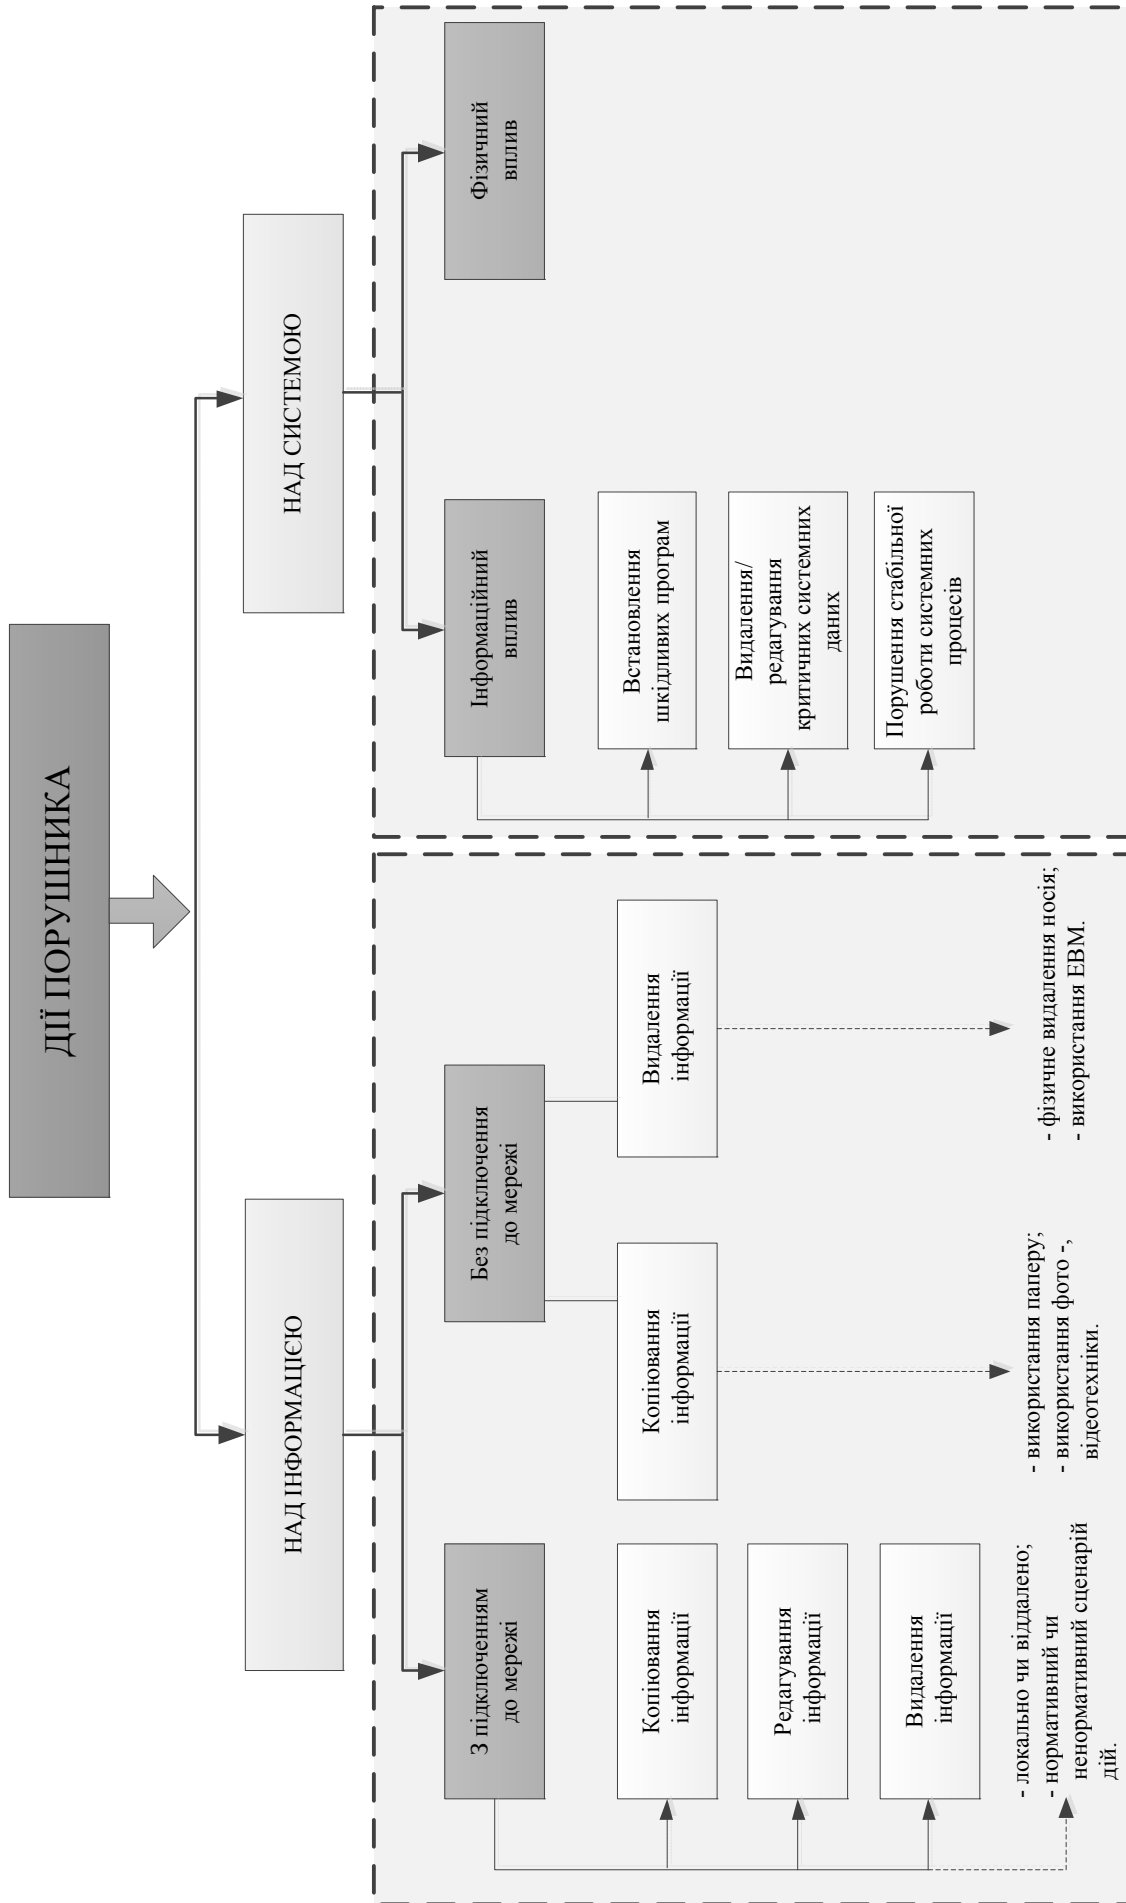 ДІЇ ПОРУШНИКА
НАД ІНФОРМАЦІЄЮ
НАД СИСТЕМОЮ
З підключенням
до мережі
Без підключення
до мережі
Інформаційний
вплив
Фізичний
вплив
Копіювання
інформації
Редагування
інформації
Видалення
інформації
- локально чи віддалено;
- нормативний чи
ненормативний сценарій
дій.
Копіювання
інформації
- використання паперу;
- використання фото -,
відеотехніки.
Видалення
інформації
- фізичне видалення носія;
- використання ЕВМ.
Встановлення
шкідливих програм
Видалення/
редагування
критичних системних
даних
Порушення стабільної
роботи системних
процесів